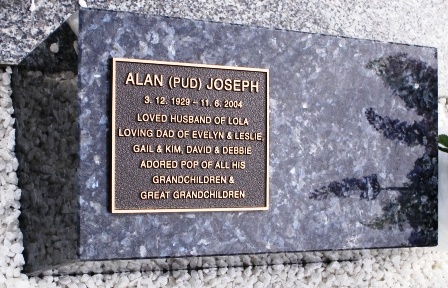 ALAN (PUD) JOSEPH
3. 12. 1929 – 11. 6. 2004
LOVED HUSBAND OF LOLA
LOVING DAD OF EVELYN & LESLIE,
GAIL & KIM, DAVID & DEBBIE
ADORED POP OF ALL HIS
GRANDCHILDREN &
GREAT GRANDCHILDREN